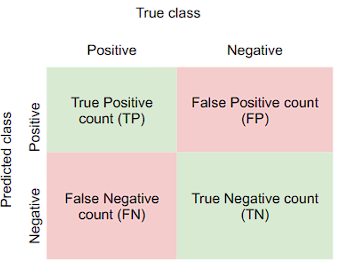 True class
Positive
Negative
Predicted class
Positive
True Positive
count (TP)
False Positive count
(FP)
Negative
False Negative
count (FN)
True Negative count
(TN)